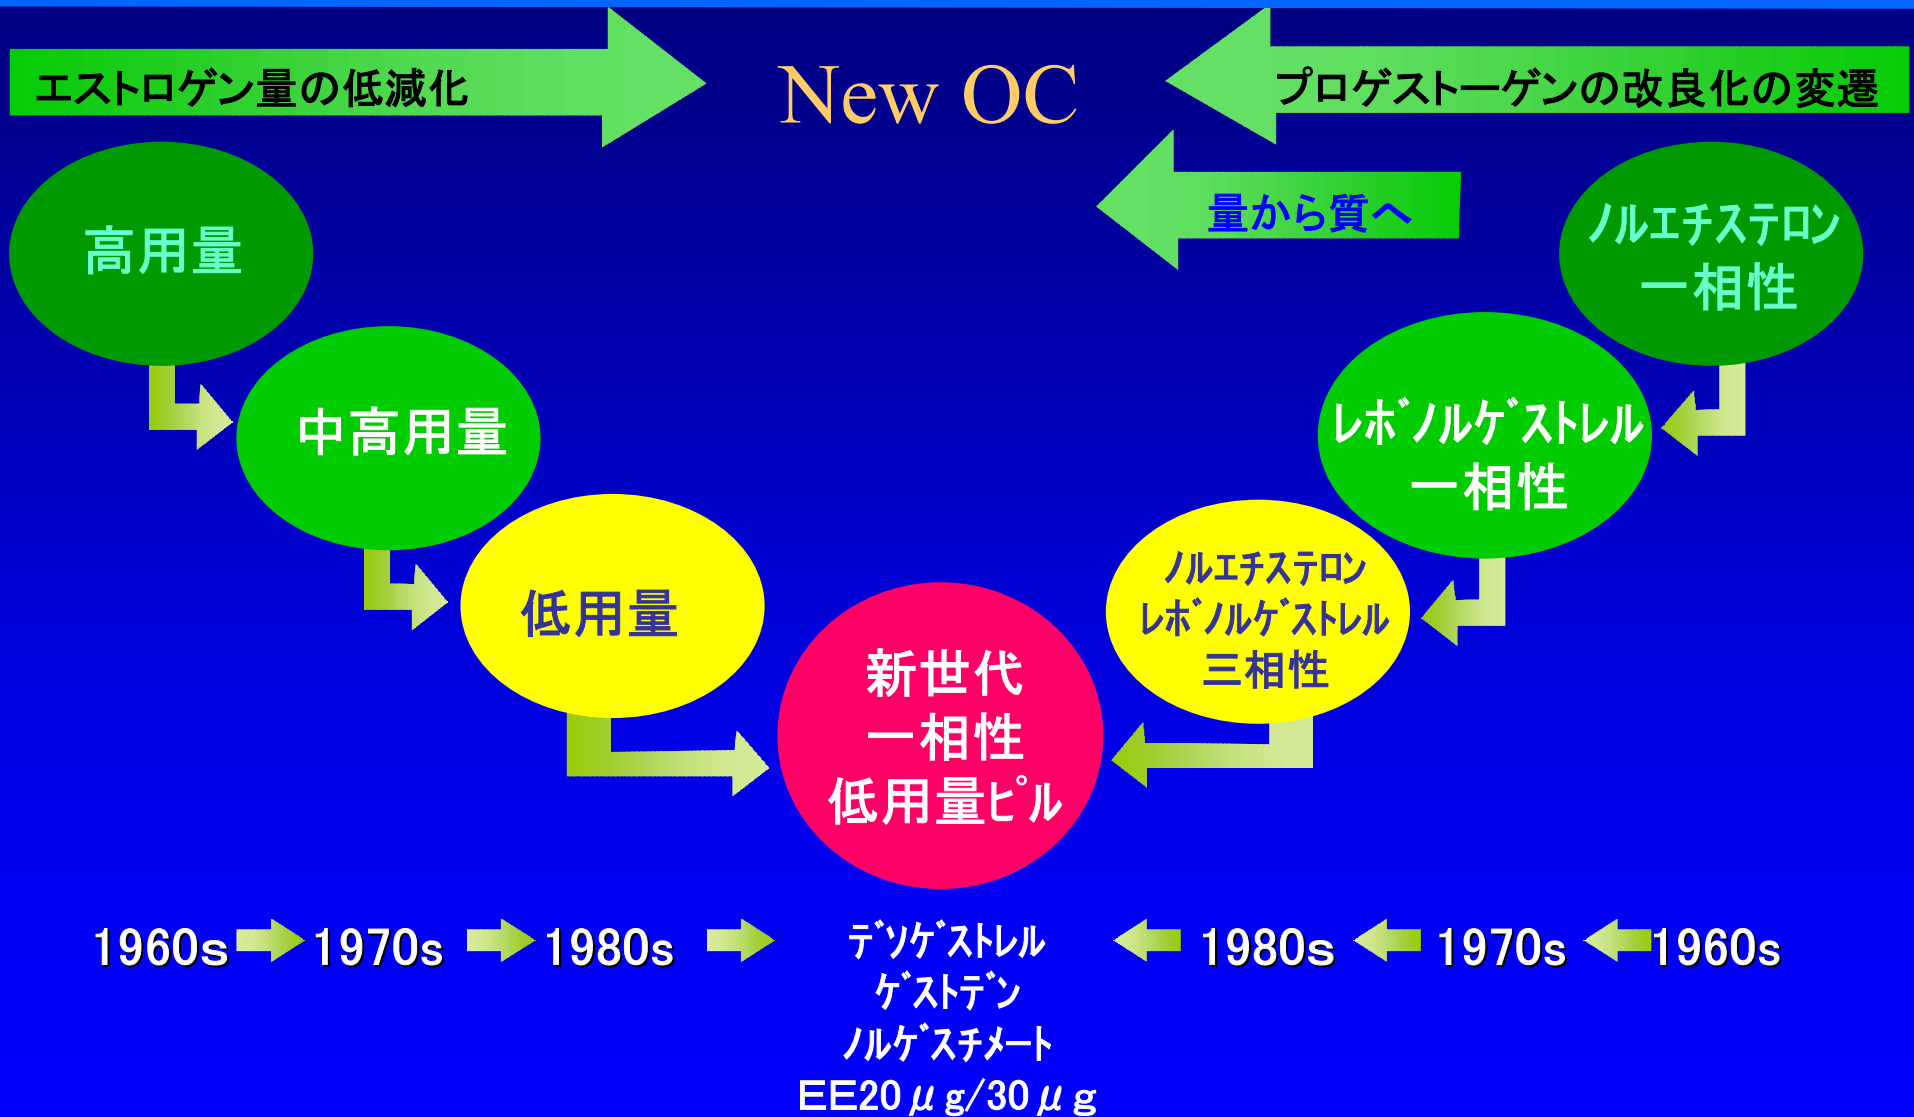 エストロゲン量の低減化
New OC
プロゲストーゲンの改良化の変遷
量から質へ
高用量
中高用量
低用量
ﾉﾙｴﾁｽﾃﾛﾝ
一相性
ﾚﾎﾞﾉﾙｹﾞｽﾄﾚﾙ
一相性
ﾉﾙｴﾁｽﾃﾛﾝ
ﾚﾎﾞﾉﾙｹﾞｽﾄﾚﾙ
三相性
新世代
一相性
低用量ﾋﾟﾙ
1960s
1970s
1980s
ﾃﾞｿｹﾞｽﾄﾚﾙ
ｹﾞｽﾄﾃﾞﾝ
ﾉﾙｹﾞｽﾁﾒｰﾄ
EE20μg/30μg
1980s
1970s
1960s